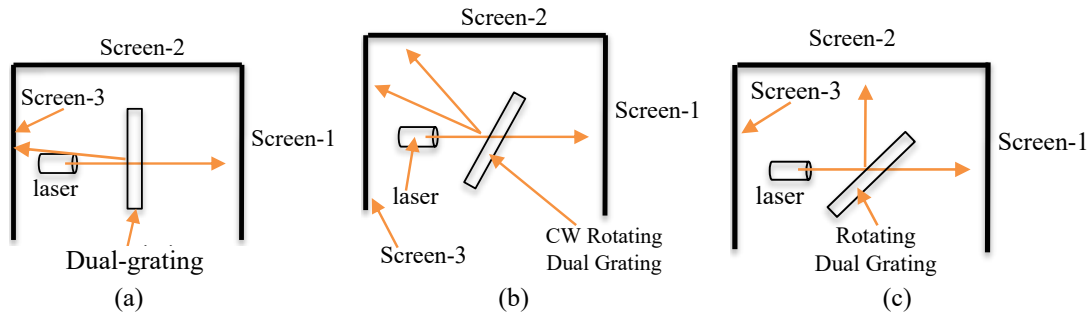 Screen-2
Screen-3
Screen-1
laser
Dual-grating
(a)
Screen-2
Screen-1
laser
CW Rotating
Dual Grating
Screen-3
(b)
Screen-2
Screen-3
Screen-1
laser
Rotating
Dual Grating
(c)